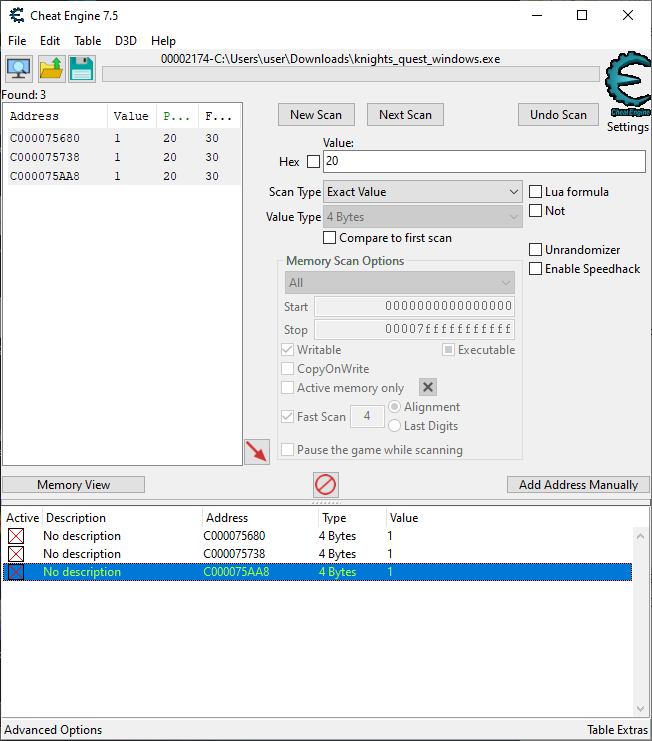 Cheat Engine 7.5
File Edit Table D3D Help
00002174-C:\Users\user\Downloads\knights_quest_windows.exe
Found: 3
Address Value P... F...
C000075680 1 20 30
C000075738 1 20 30
C000075AA8 1 20 30
New Scan Next Scan Undo Scan
Cheat Engine
Settings
Value:
Hex 20
Scan Type Exact Value
Lua formula
Value Type 4 Bytes
Not
Compare to first scan
Unrandomizer
Enable Speedhack
Memory Scan Options
All
Start 0000000000000000
Stop 00007fffffffffff
Writable Executable
CopyOnWrite
Active memory only
Fast Scan 4 Alignment
Last Digits
Pause the game while scanning
Memory View Add Address Manually
Active Description Address Type Value
No description C000075680 4 Bytes 1
No description C000075738 4 Bytes 1
No description C000075AA8 4 Bytes 1
Advanced Options Table Extras